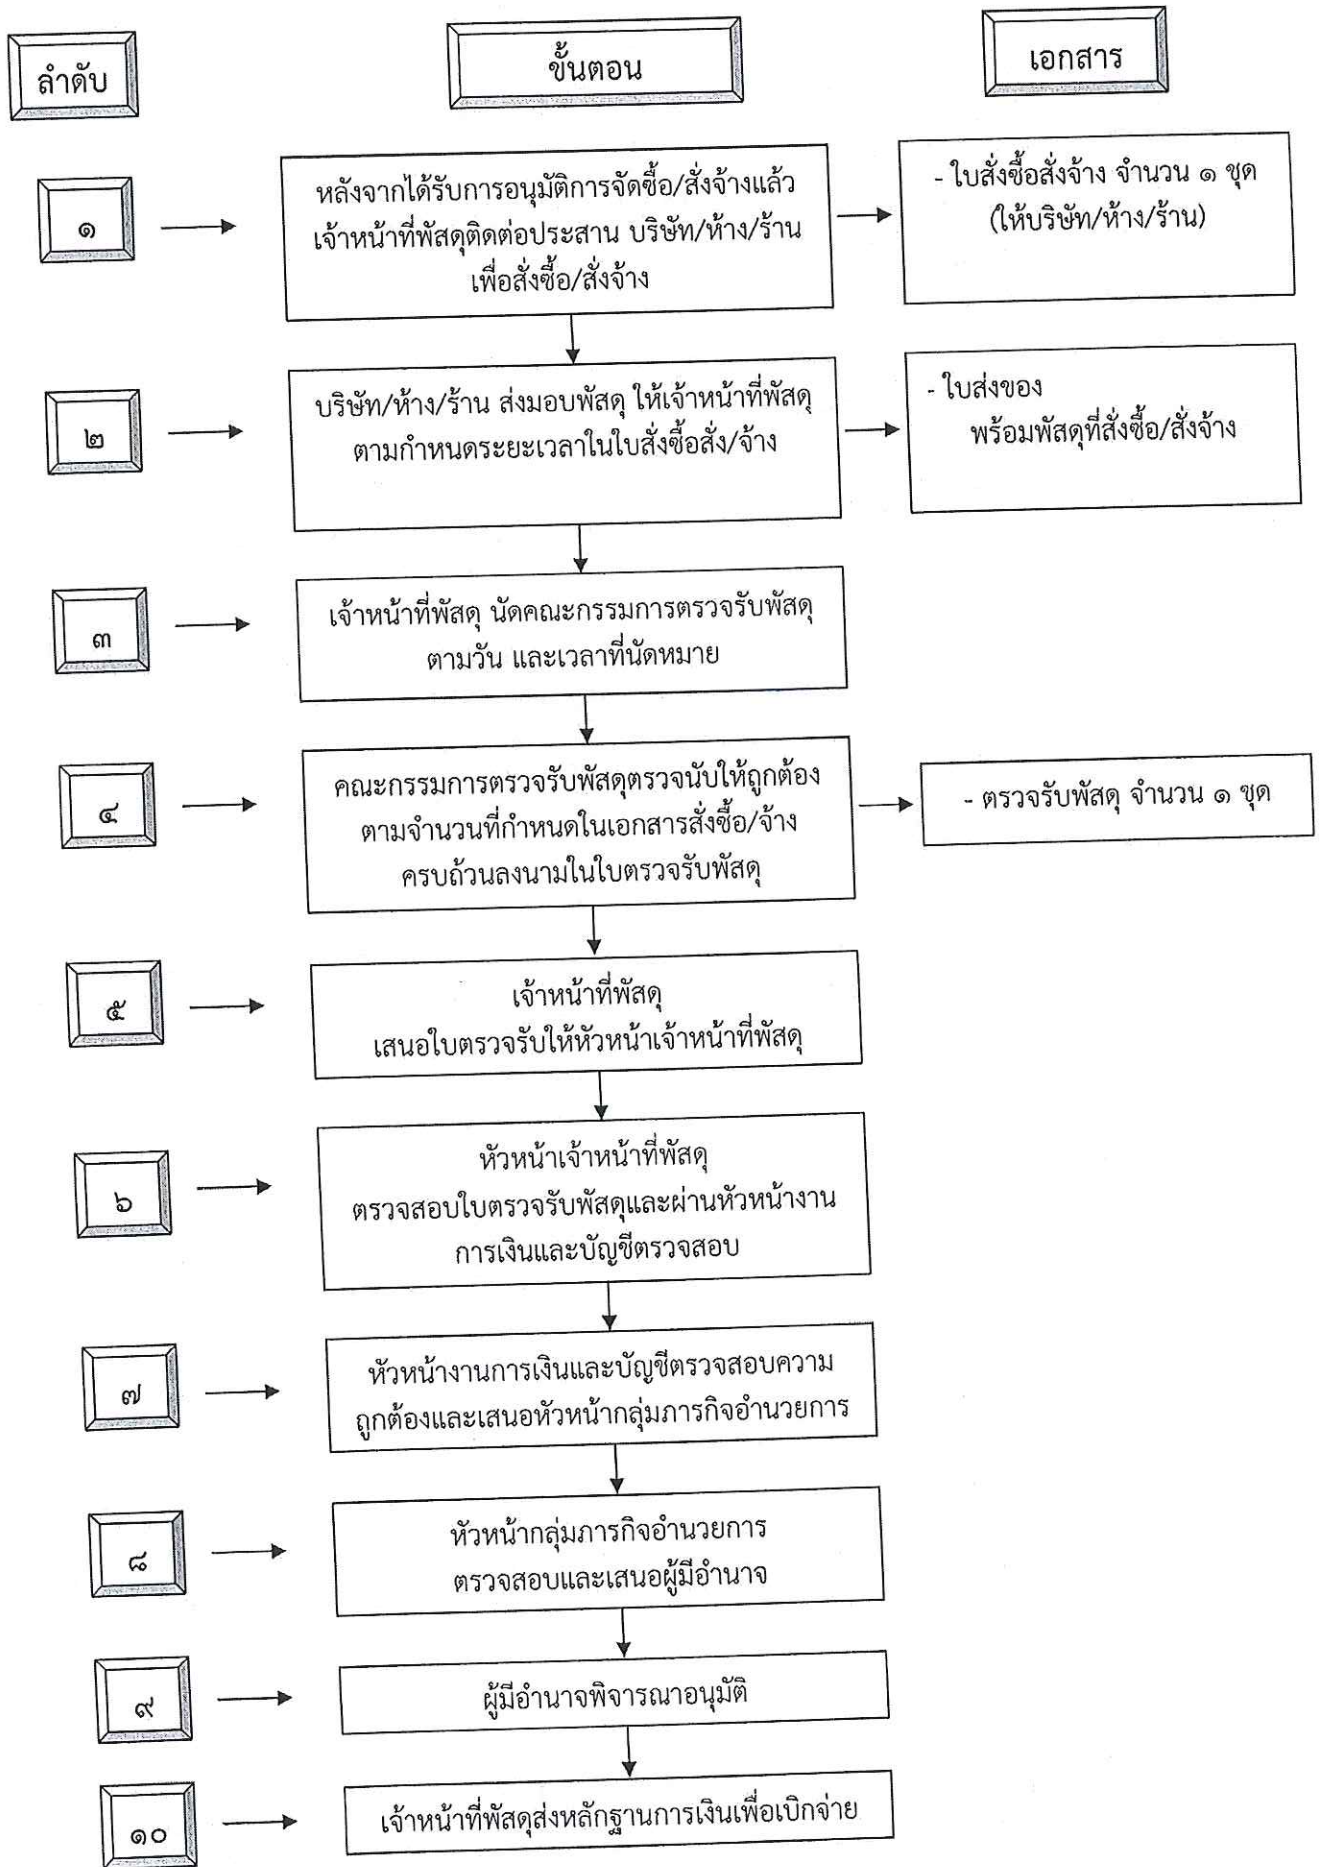 ลำดับ
ขั้นตอน
เอกสาร
๑
หลังจากได้รับการอนุมัติการจัดซื้อ/สั่งจ้างแล้ว
เจ้าหน้าที่พัสดุติดต่อประสาน บริษัท/ห้าง/ร้าน
เพื่อสั่งซื้อ/สั่งจ้าง
- ใบสั่งซื้อสั่งจ้าง จำนวน ๑ ชุด
(ให้บริษัท/ห้าง/ร้าน)
๒
บริษัท/ห้าง/ร้าน ส่งมอบพัสดุ ให้เจ้าหน้าที่พัสดุ
ตามกำหนดระยะเวลาในใบสั่งซื้อสั่ง/จ้าง
- ใบส่งของ
พร้อมพัสดุที่สั่งซื้อ/สั่งจ้าง
๓
เจ้าหน้าที่พัสดุ นัดคณะกรรมการตรวจรับพัสดุ
ตามวัน และเวลาที่นัดหมาย
๔
คณะกรรมการตรวจรับพัสดุตรวจนับให้ถูกต้อง
ตามจำนวนที่กำหนดในเอกสารสั่งซื้อ/จ้าง
ครบถ้วนลงนามในใบตรวจรับพัสดุ
- ตรวจรับพัสดุ จำนวน ๑ ชุด
๕
เจ้าหน้าที่พัสดุ
เสนอใบตรวจรับให้หัวหน้าเจ้าหน้าที่พัสดุ
๖
หัวหน้าเจ้าหน้าที่พัสดุ
ตรวจสอบใบตรวจรับพัสดุและผ่านหัวหน้างาน
การเงินและบัญชีตรวจสอบ
๗
หัวหน้างานการเงินและบัญชีตรวจสอบความ
ถูกต้องและเสนอหัวหน้ากลุ่มภารกิจอำนวยการ
๘
หัวหน้ากลุ่มภารกิจอำนวยการ
ตรวจสอบและเสนอผู้มีอำนาจ
๙
ผู้มีอำนาจพิจารณาอนุมัติ
๑๐
เจ้าหน้าที่พัสดุส่งหลักฐานการเงินเพื่อเบิกจ่าย